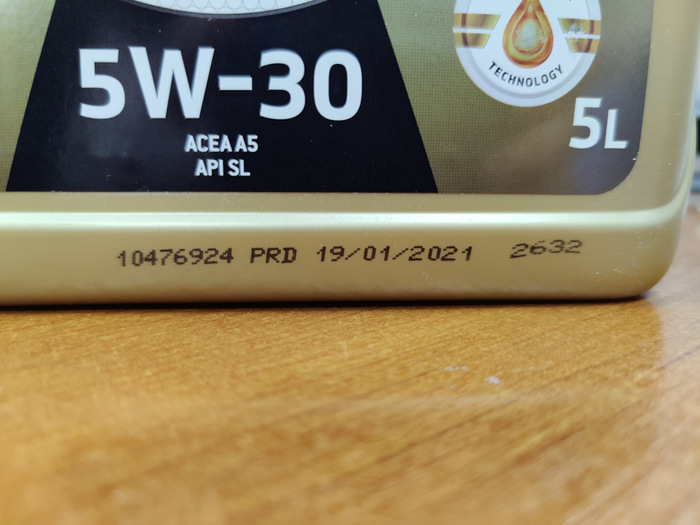 TECHNOLOGY
5W-30
5L
ACEA A5
API SL
10476924 PRD 19/01/2021 2632